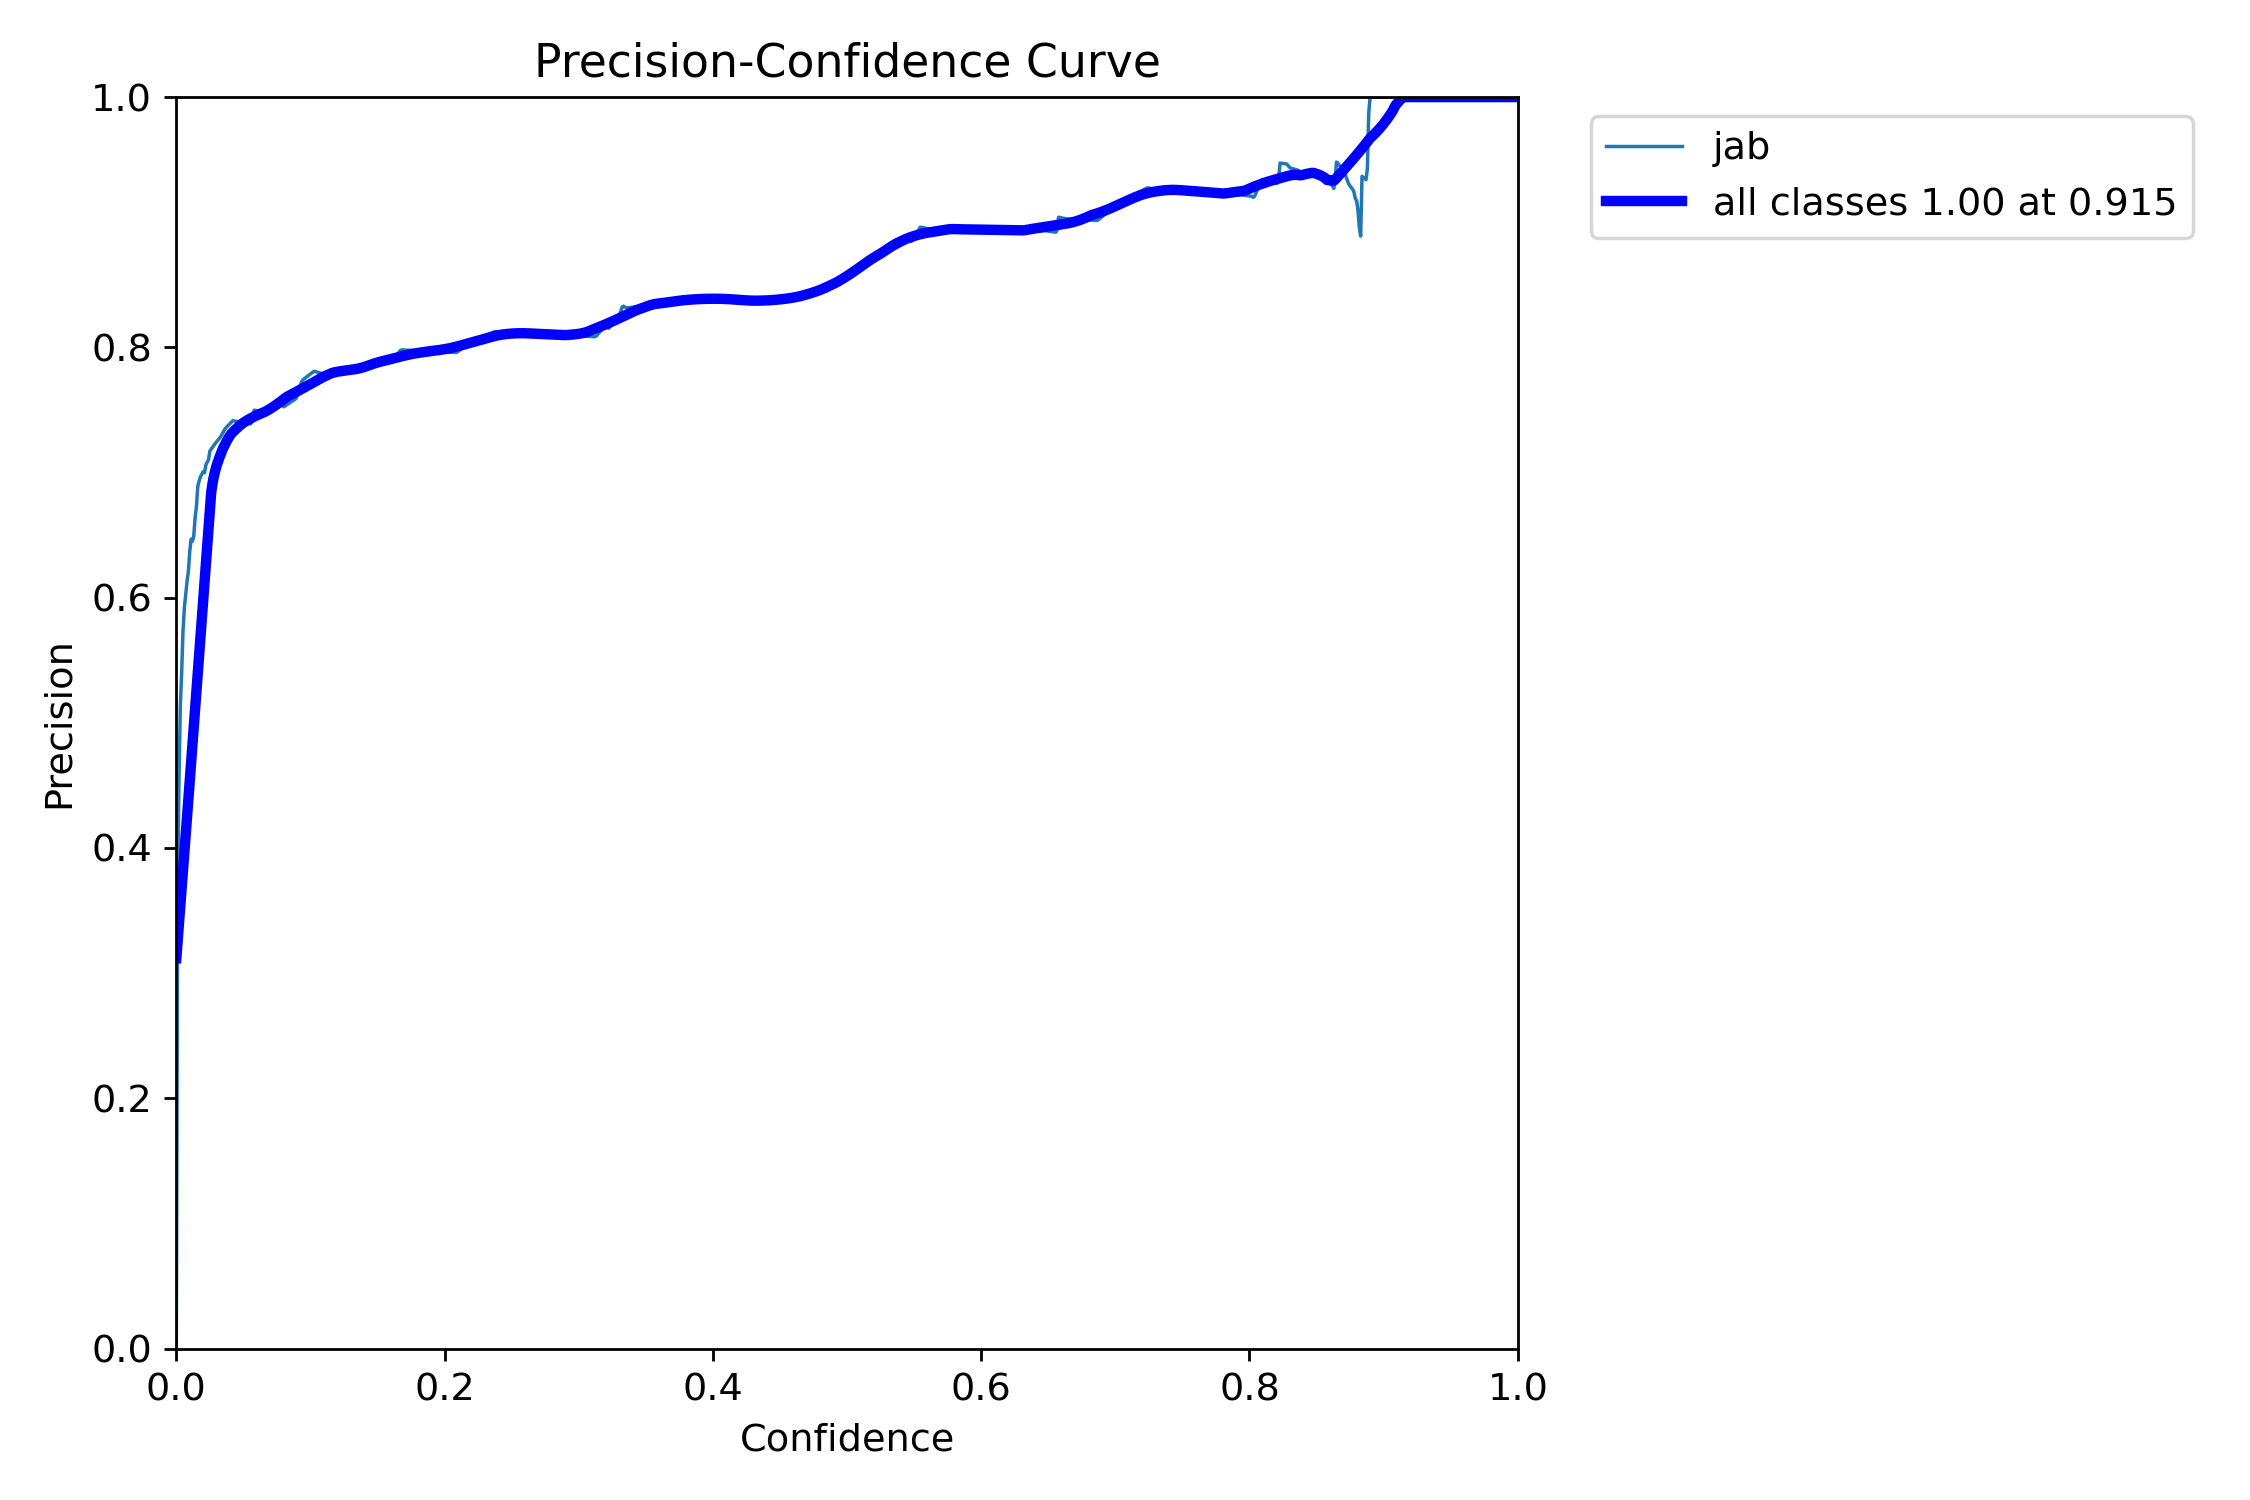 Precision-Confidence Curve
1.0
0.8
0.6
0.4
0.2
0.0
Precision
0.0 0.2 0.4 0.6 0.8 1.0
Confidence
jab
all classes 1.00 at 0.915